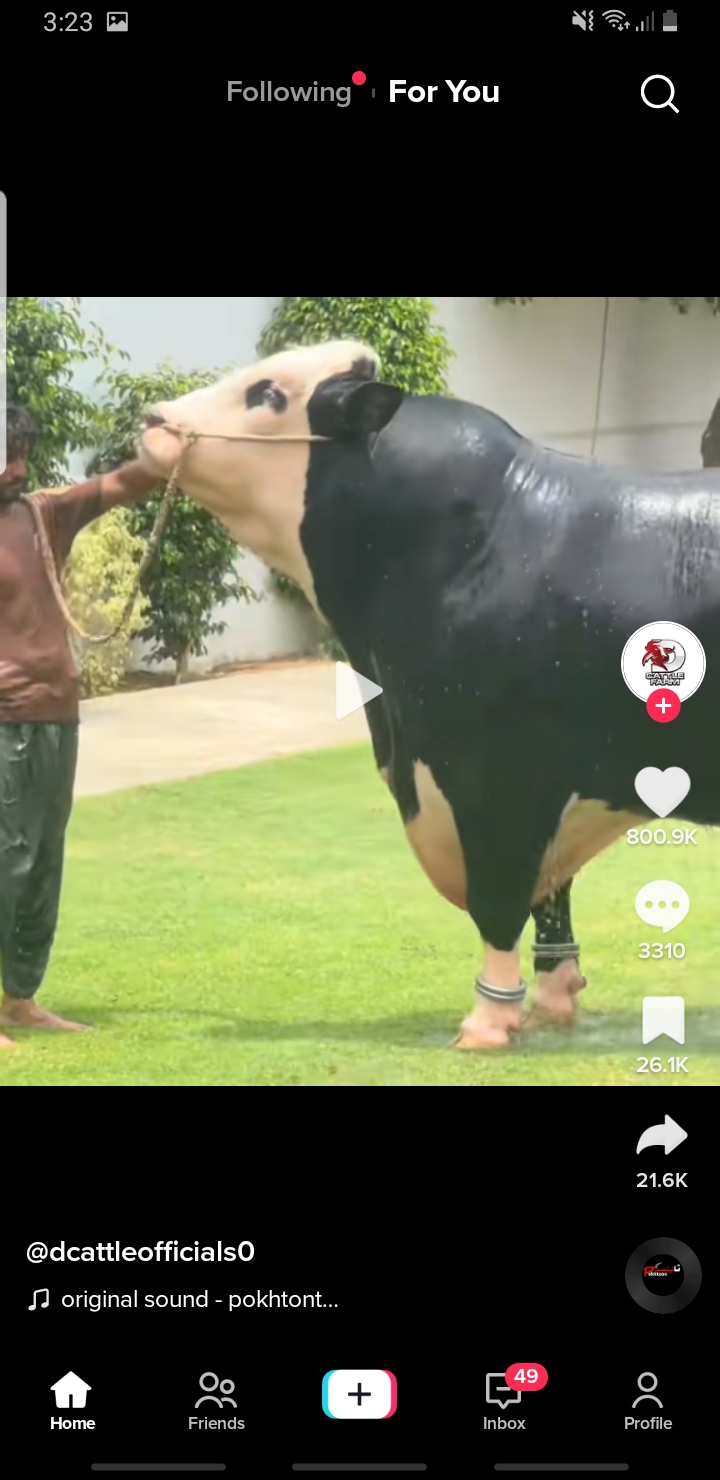 3:23
Following
For You
CATTLE
FARM
800.9K
3310
26.1K
21.6K
@dcattleofficials0
original sound - pokhtont...
49
Home
Friends
Inbox
Profile